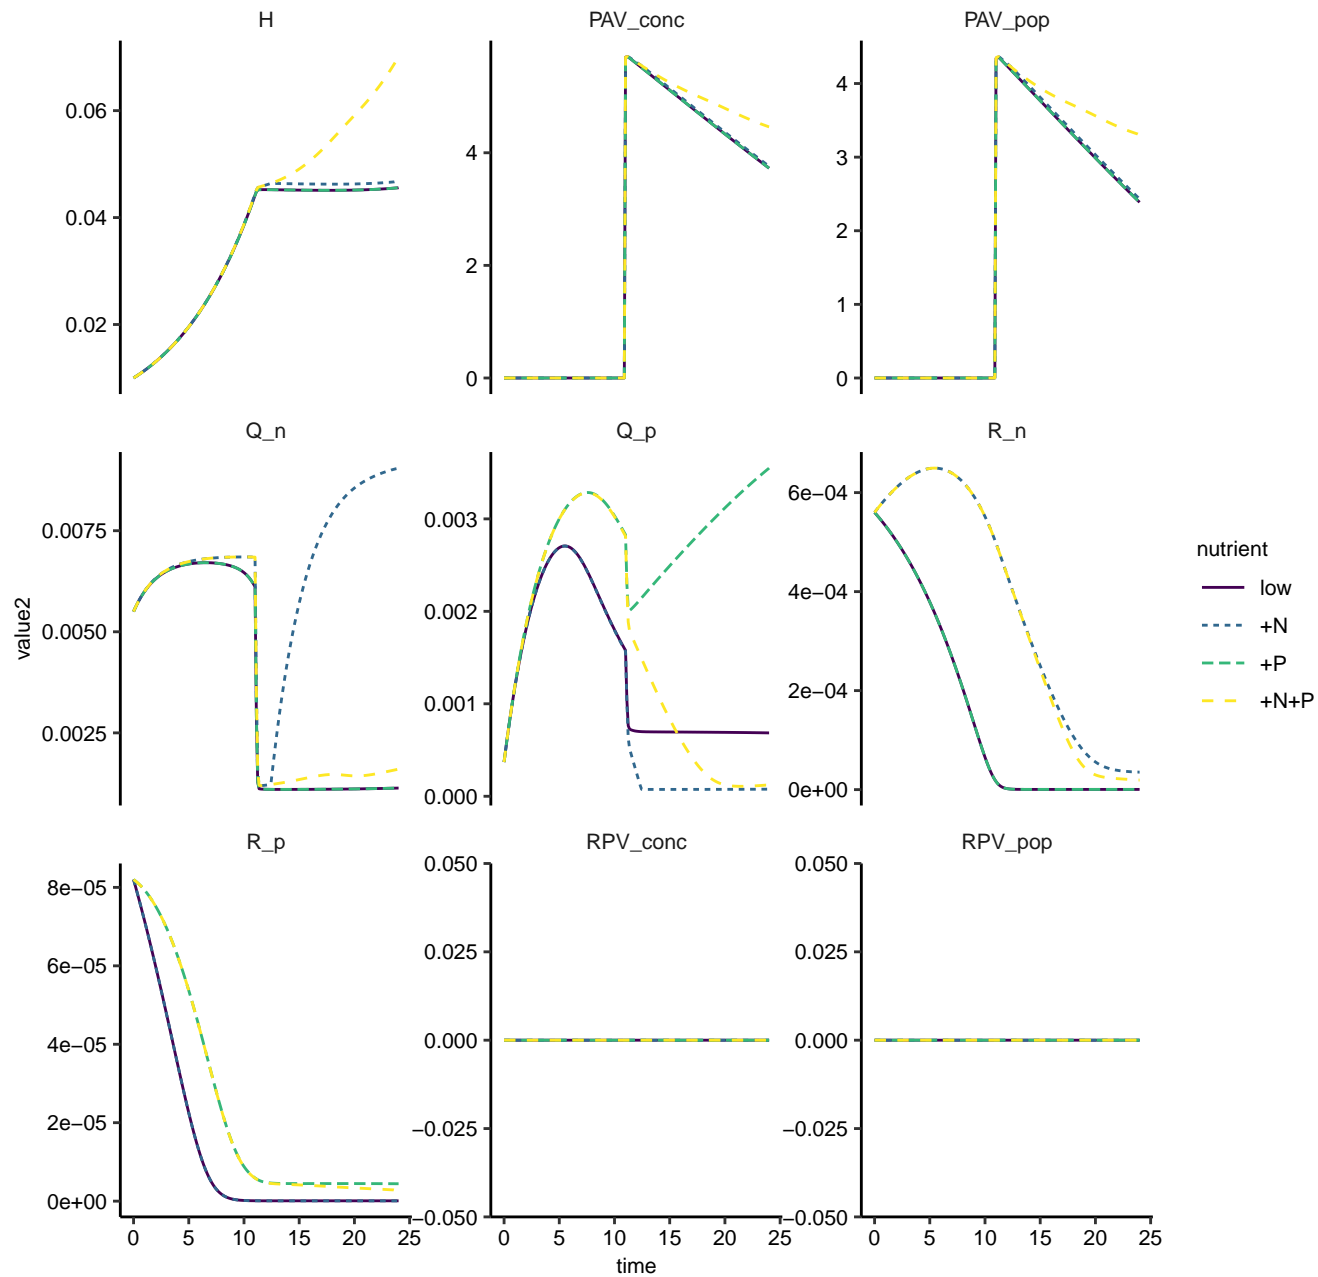 H PAV_conc PAV_pop
0.06
0.04
0.02
4
2
0
4
3
2
1
0
Q_n Q_p R_n
0.0075
0.0050
0.0025
0.003
0.002
0.001
0.000
6e−04
4e−04
2e−04
0e+00
R_p RPV_conc RPV_pop
8e−05
6e−05
4e−05
2e−05
0e+00
0.050
0.025
0.000
−0.025
−0.050
0.050
0.025
0.000
−0.025
−0.050
0 5 10 15 20 25
0 5 10 15 20 25
0 5 10 15 20 25
time
value2
nutrient
low
+N
+P
+N+P